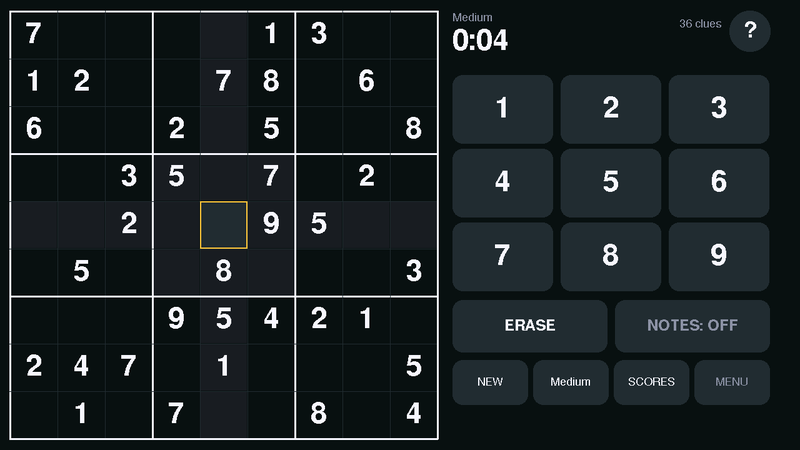 Medium
0:04
36 clues
?
7 1 3
1 2 7 8 6
6 2 5 8
3 5 7 2
2 9 5
5 8 3
9 5 4 2 1
2 4 7 1 5
1 7 8 4
1 2 3
4 5 6
7 8 9
ERASE NOTES: OFF
NEW Medium SCORES MENU